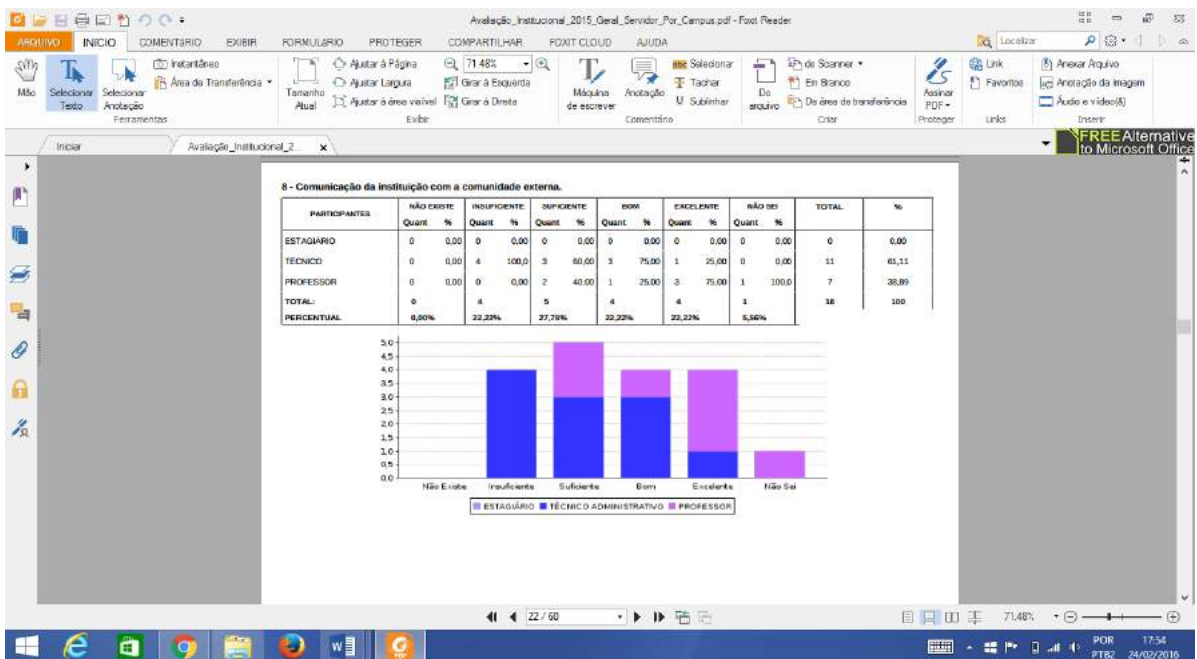 Avaliação_Institucional_2015_Geral_Servidor_Por_Campus.pdf - Foxit Reader
ARQUIVO INÍCIO COMENTÁRIO EXIBIR FORMULÁRIO PROTEGER COMPARTILHAR FOXIT CLOUD AJUDA Localizar
Mão
Selecionar Texto
Selecionar Anotação
Instantâneo
Área de Transferência
Ferramentas
Tamanho Atual
Ajustar à Página
Ajustar Largura
Ajustar à área visível
71.48%
Girar à Esquerda
Girar à Direita
Exibir
Máquina de escrever
Anotação
Selecionar
Tachar
Sublinhar
Comentário
Do arquivo
do Scanner
Em Branco
Da área de transferência
Criar
Assinar PDF
Proteger
Link
Favoritos
Links
Anexar Arquivo
Anotação da imagem
Áudio e vídeo(&)
Inserir
Iniciar
Avaliação_Institucional_2... x
FREE Alternative
to Microsoft Office
8 - Comunicação da instituição com a comunidade externa.
PARTICIPANTES NÃO EXISTE INSUFICIENTE SUFICIENTE BOM EXCELENTE NÃO SEI TOTAL %
Quant % Quant % Quant % Quant % Quant % Quant %
ESTAGIÁRIO 0 0,00 0 0,00 0 0,00 0 0,00 0 0,00 0 0,00 0 0,00
TÉCNICO 0 0,00 4 100,0 3 60,00 3 75,00 1 25,00 0 0,00 11 61,11
PROFESSOR 0 0,00 0 0,00 2 40,00 1 25,00 3 75,00 1 100,0 7 38,89
TOTAL: 0 4 5 4 4 1 18 100
PERCENTUAL 0,00% 22,22% 27,78% 22,22% 22,22% 5,56%
5,0
4,5
4,0
3,5
3,0
2,5
2,0
1,5
1,0
0,5
0,0
Não Existe Insuficiente Suficiente Bom Excelente Não Sei
ESTAGIÁRIO TÉCNICO ADMINISTRATIVO PROFESSOR
22 / 60
71.48%
POR 17:54
PTB2 24/02/2016